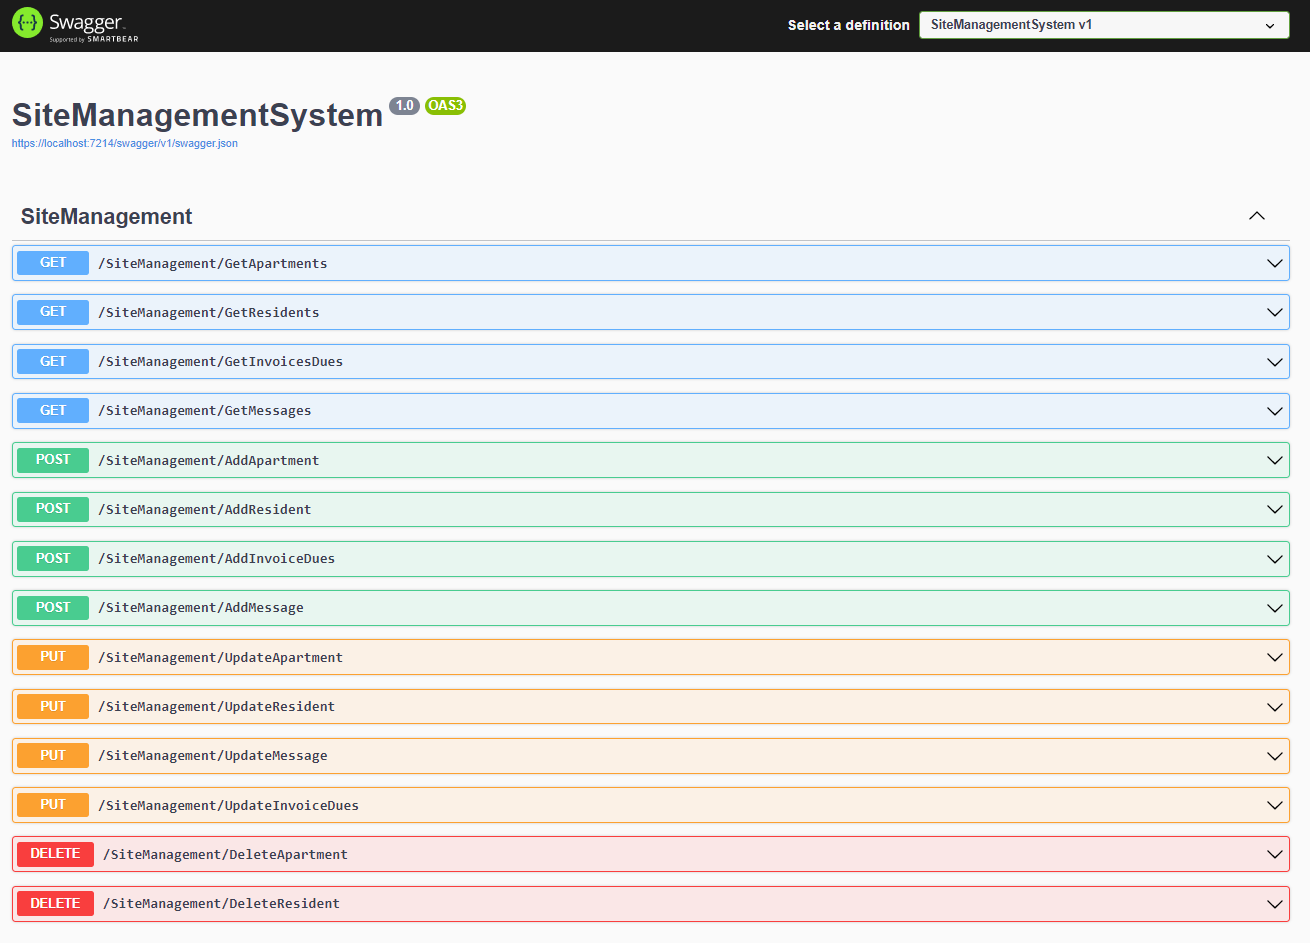 Swagger
Supported by SMARTBEAR
Select a definition
SiteManagementSystem v1
SiteManagementSystem 1.0 OAS3
https://localhost:7214/swagger/v1/swagger.json
SiteManagement
GET /SiteManagement/GetApartments
GET /SiteManagement/GetResidents
GET /SiteManagement/GetInvoicesDues
GET /SiteManagement/GetMessages
POST /SiteManagement/AddApartment
POST /SiteManagement/AddResident
POST /SiteManagement/AddInvoiceDues
POST /SiteManagement/AddMessage
PUT /SiteManagement/UpdateApartment
PUT /SiteManagement/UpdateResident
PUT /SiteManagement/UpdateMessage
PUT /SiteManagement/UpdateInvoiceDues
DELETE /SiteManagement/DeleteApartment
DELETE /SiteManagement/DeleteResident